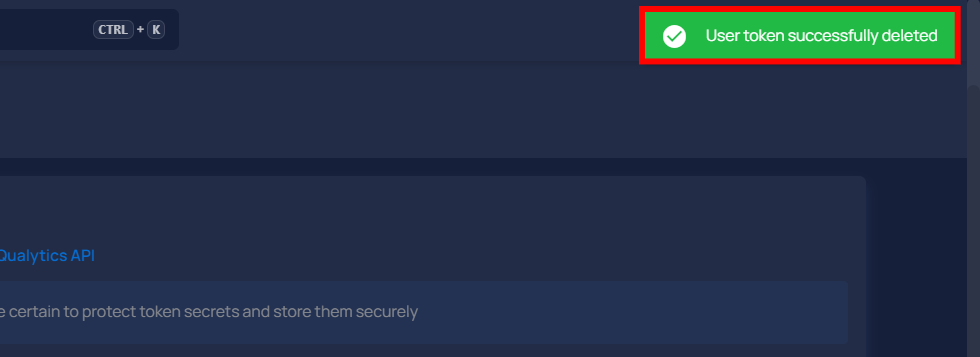 CTRL + K
User token successfully deleted
Qualytics API
certain to protect token secrets and store them securely